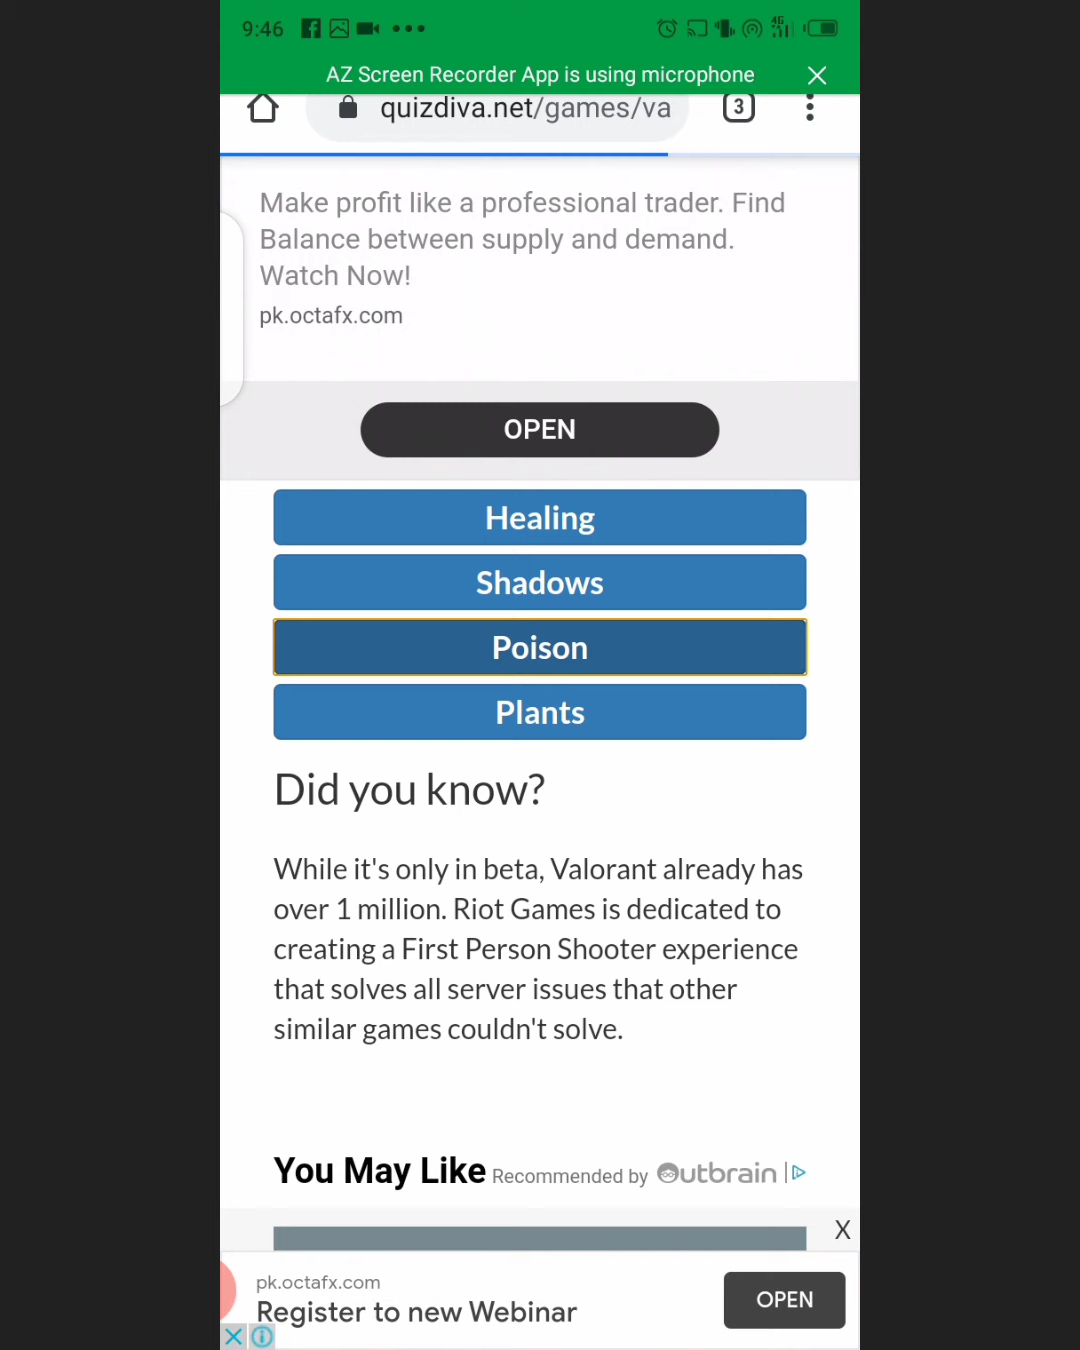 9:46
4G
AZ Screen Recorder App is using microphone
quizdiva.net/games/va
3
Make profit like a professional trader. Find
Balance between supply and demand.
Watch Now!
pk.octafx.com
OPEN
Healing
Shadows
Poison
Plants
Did you know?
While it's only in beta, Valorant already has
over 1 million. Riot Games is dedicated to
creating a First Person Shooter experience
that solves all server issues that other
similar games couldn't solve.
You May Like Recommended by Outbrain
X
pk.octafx.com
Register to new Webinar
OPEN